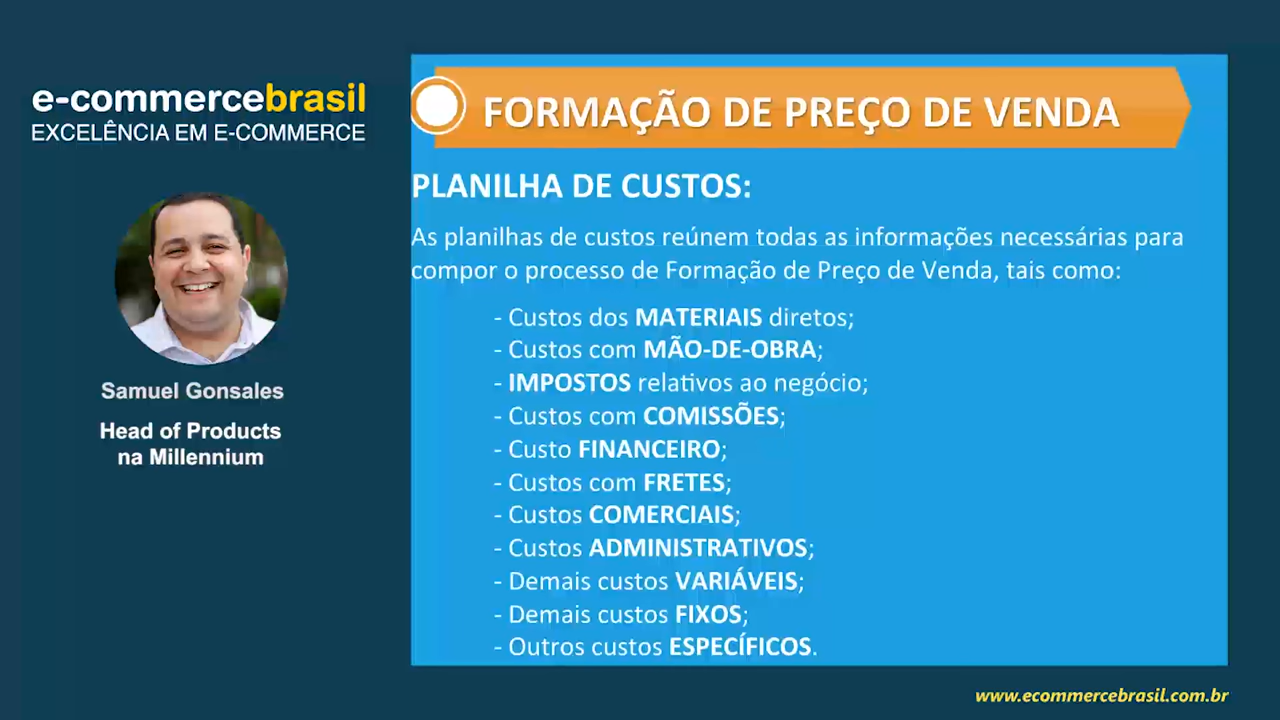 e-commercebrasil
EXCELÊNCIA EM E-COMMERCE
Samuel Gonsales
Head of Products
na Millennium
FORMAÇÃO DE PREÇO DE VENDA
PLANILHA DE CUSTOS:
As planilhas de custos reúnem todas as informações necessárias para
compor o processo de Formação de Preço de Venda, tais como:
- Custos dos MATERIAIS diretos;
- Custos com MÃO-DE-OBRA;
- IMPOSTOS relativos ao negócio;
- Custos com COMISSÕES;
- Custo FINANCEIRO;
- Custos com FRETES;
- Custos COMERCIAIS;
- Custos ADMINISTRATIVOS;
- Demais custos VARIÁVEIS;
- Demais custos FIXOS;
- Outros custos ESPECÍFICOS.
www.ecommercebrasil.com.br